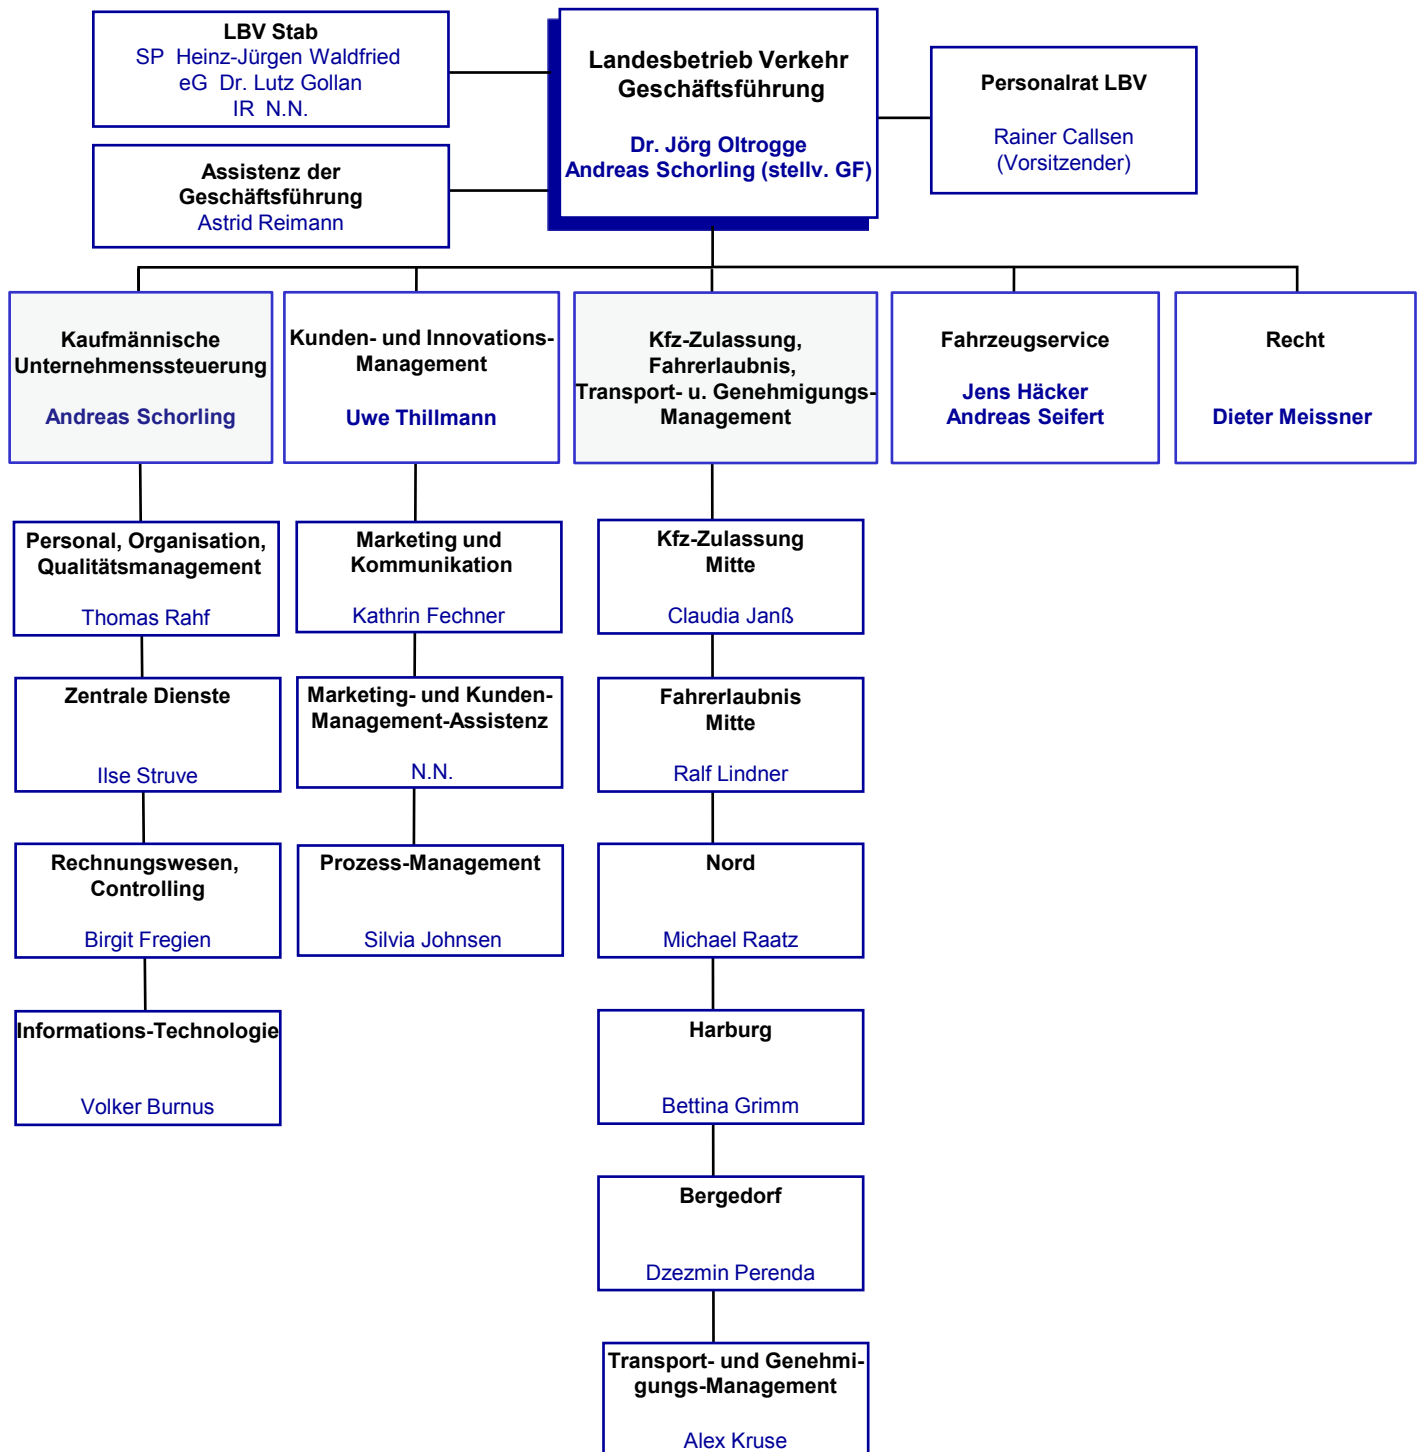 LBV Stab
SP  Heinz-Jürgen Waldfried
eG  Dr. Lutz Gollan
IR  N.N.
Landesbetrieb Verkehr
Geschäftsführung
Dr. Jörg Oltrogge
Andreas Schorling (stellv. GF)
Personalrat LBV
Rainer Callsen
(Vorsitzender)
Assistenz der
Geschäftsführung
Astrid Reimann
Kaufmännische
Unternehmenssteuerung
Andreas Schorling
Kunden- und Innovations-
Management
Uwe Thillmann
Kfz-Zulassung,
Fahrerlaubnis,
Transport- u. Genehmigungs-
Management
Fahrzeugservice
Jens Häcker
Andreas Seifert
Recht
Dieter Meissner
Personal, Organisation,
Qualitätsmanagement
Thomas Rahf
Zentrale Dienste
Ilse Struve
Rechnungswesen,
Controlling
Birgit Fregien
Informations-Technologie
Volker Burnus
Marketing und
Kommunikation
Kathrin Fechner
Marketing- und Kunden-
Management-Assistenz
N.N.
Prozess-Management
Silvia Johnsen
Kfz-Zulassung
Mitte
Claudia Janß
Fahrerlaubnis
Mitte
Ralf Lindner
Nord
Michael Raatz
Harburg
Bettina Grimm
Bergedorf
Dzezmin Perenda
Transport- und Genehmi-
gungs-Management
Alex Kruse